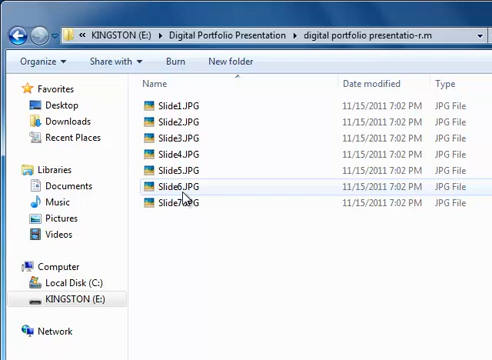 « KINGSTON (E:) ▸ Digital Portfolio Presentation ▸ digital portfolio presentatio-r.m
Organize ▾ Share with ▾ Burn New folder
Name Date modified Type
Favorites
Desktop
Downloads
Recent Places
Libraries
Documents
Music
Pictures
Videos
Computer
Local Disk (C:)
KINGSTON (E:)
Network
Slide1.JPG 11/15/2011 7:02 PM JPG File
Slide2.JPG 11/15/2011 7:02 PM JPG File
Slide3.JPG 11/15/2011 7:02 PM JPG File
Slide4.JPG 11/15/2011 7:02 PM JPG File
Slide5.JPG 11/15/2011 7:02 PM JPG File
Slide6.JPG 11/15/2011 7:02 PM JPG File
Slide7.JPG 11/15/2011 7:02 PM JPG File